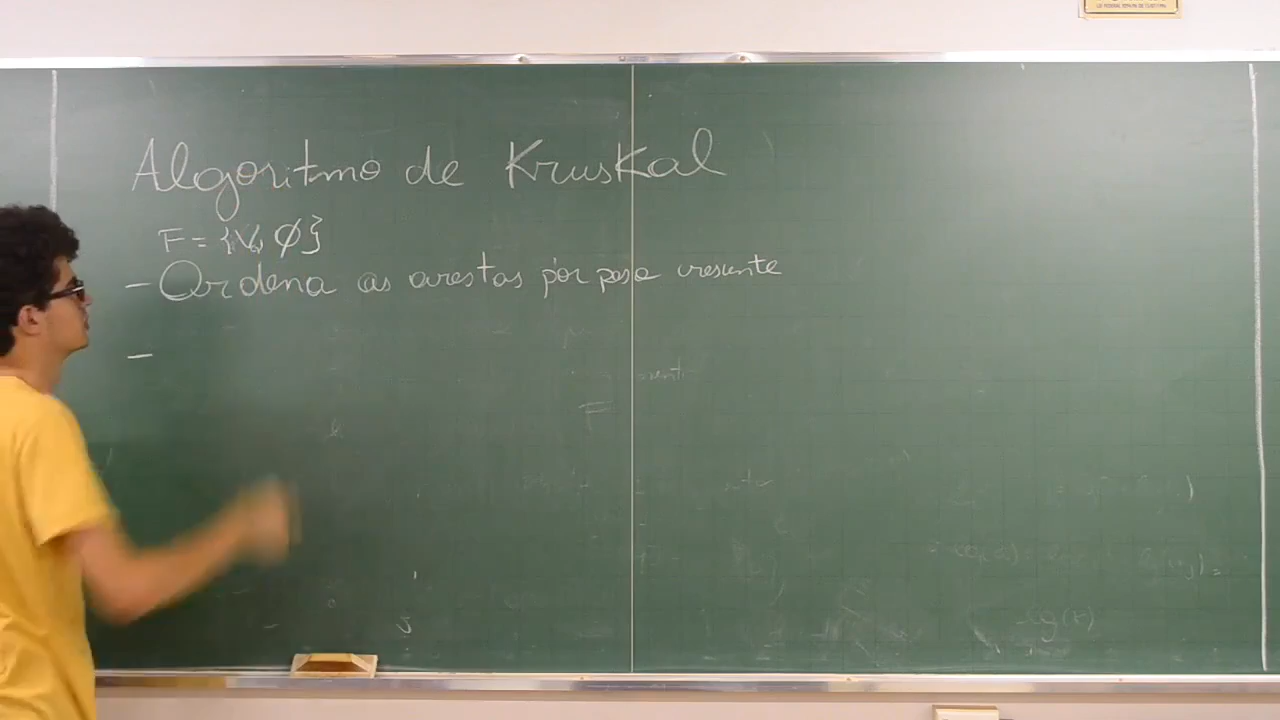 Algoritmo de Kruskal
F = {V, ∅}
- Ordena as arestas por peso crescente
-